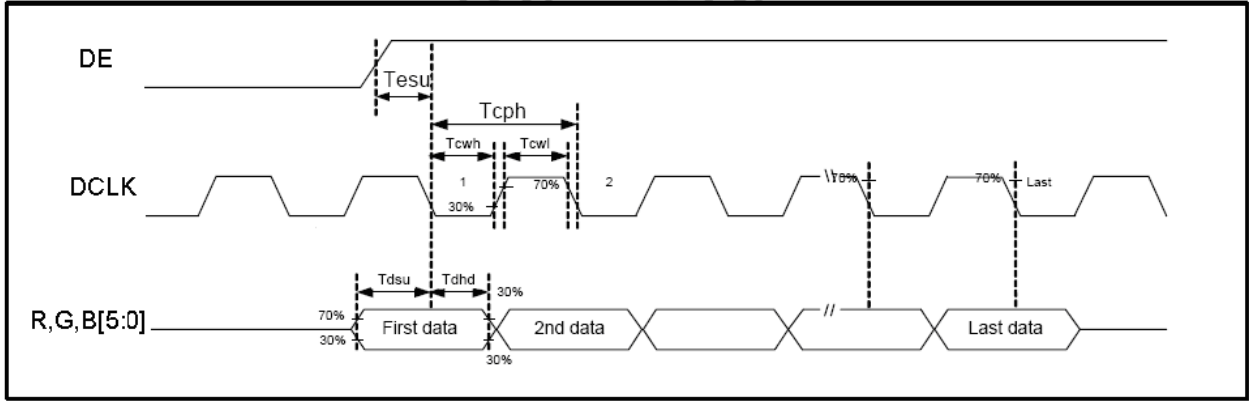 DE
Tesu
Tcph
Tcwh
Tcwl
DCLK
1
70%
2
70%
70%
Last
30%
Tdsu
Tdhd
30%
R,G,B[5:0]
70%
First data
2nd data
//
Last data
30%
30%